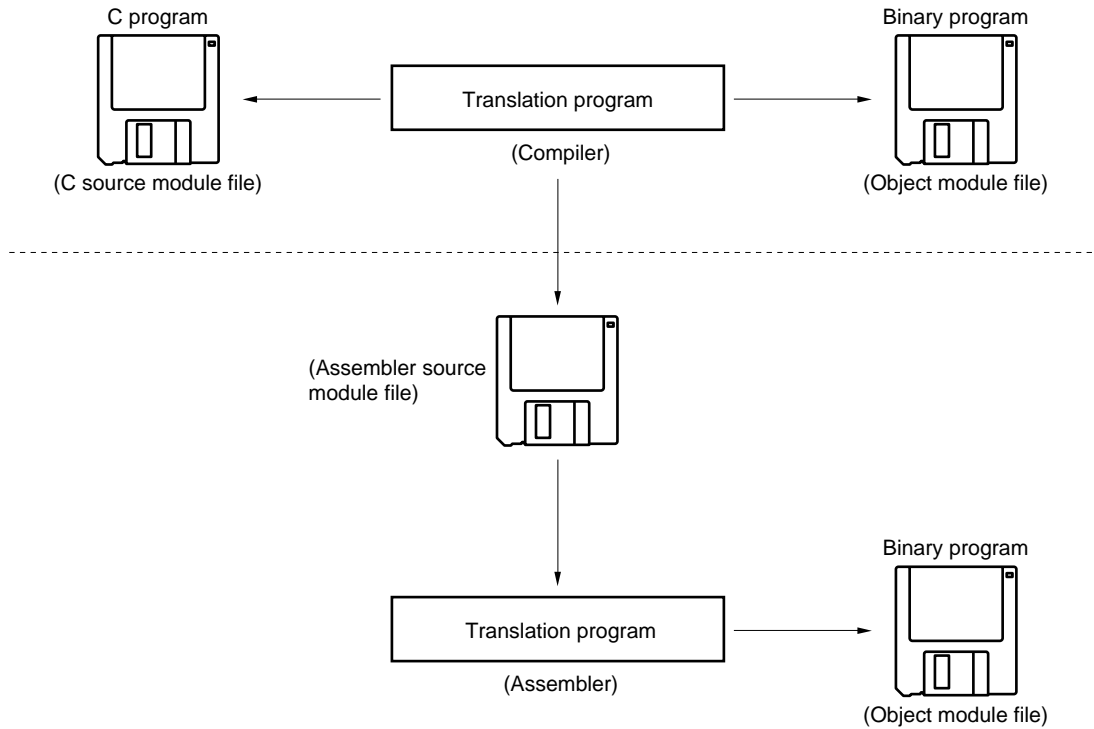 C program
Binary program
Translation program
(Compiler)
(C source module file)
(Object module file)
(Assembler source
module file)
Binary program
Translation program
(Assembler)
(Object module file)